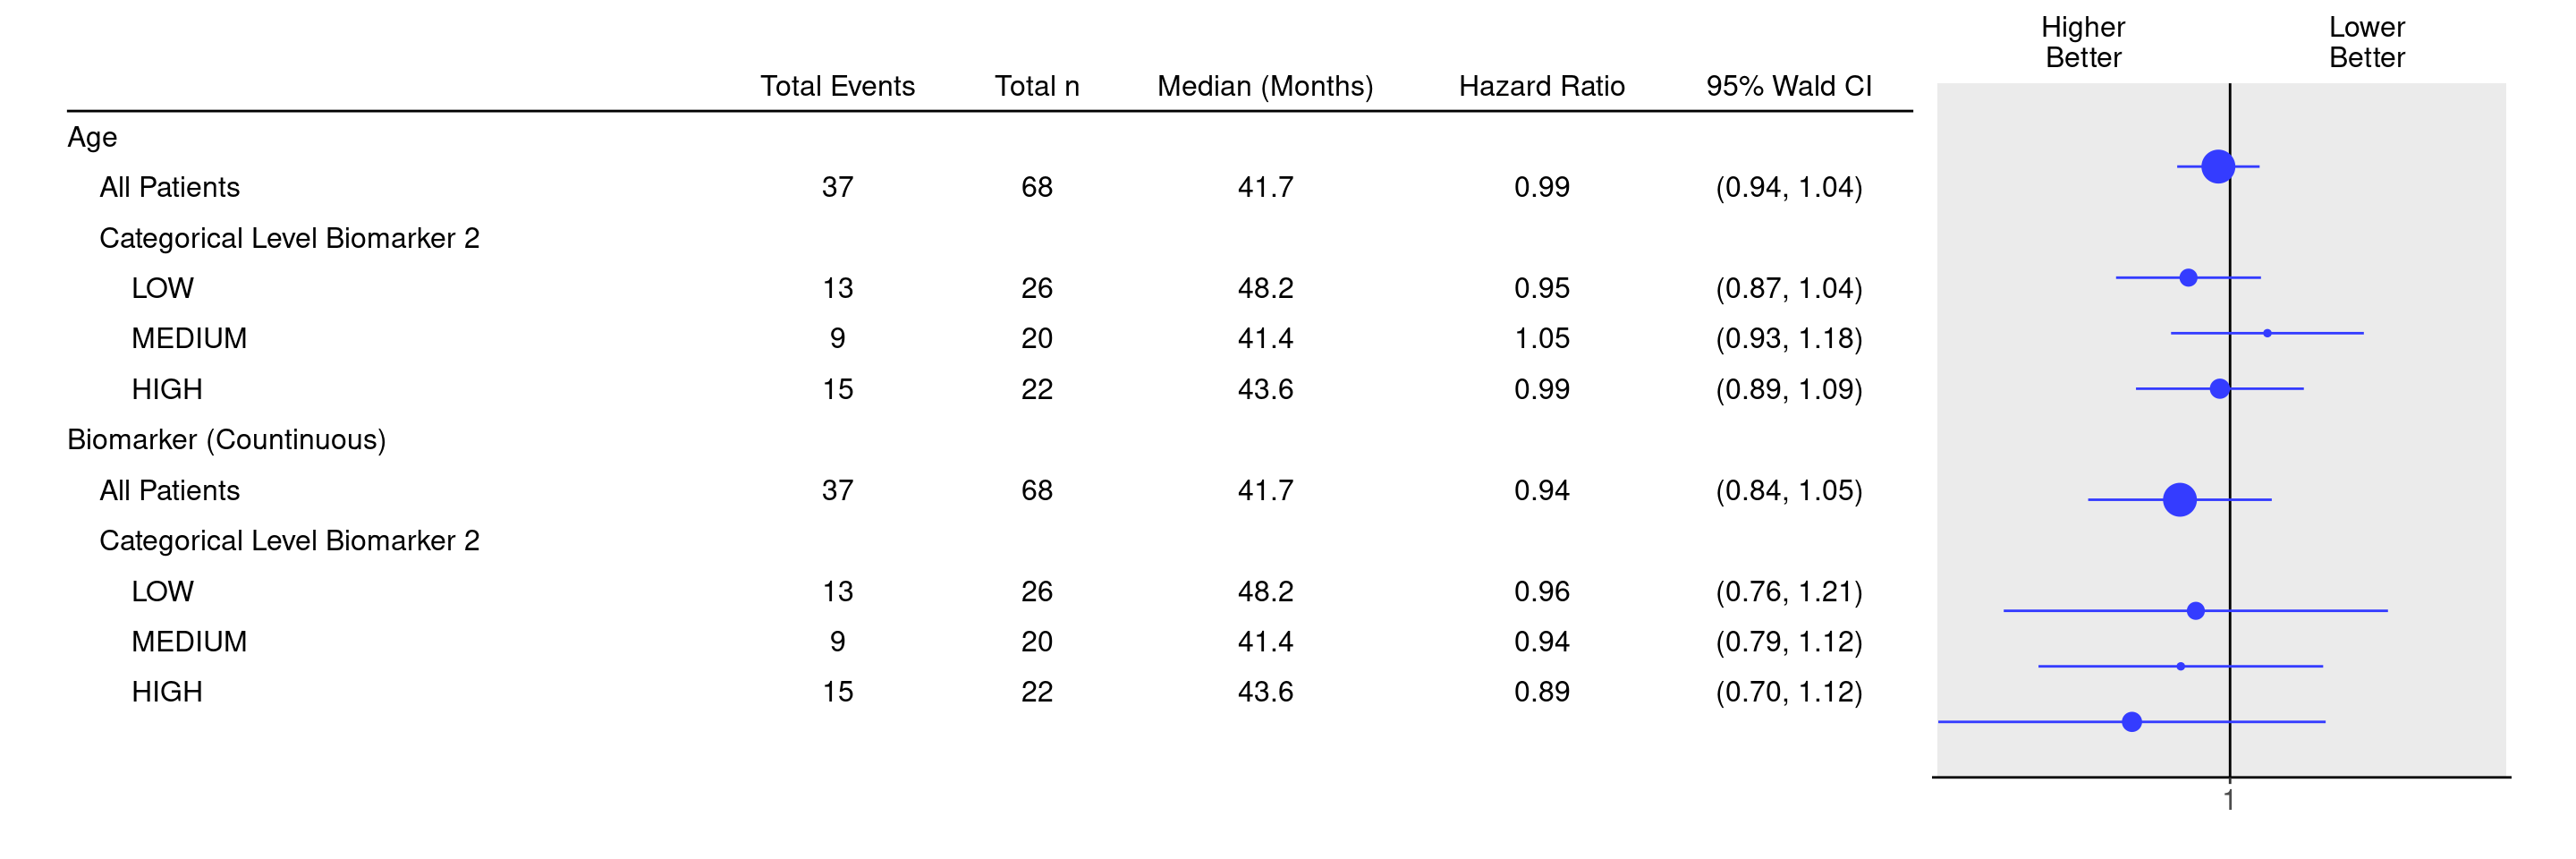 Higher Better Lower Better
Total Events Total n Median (Months) Hazard Ratio 95% Wald CI
Age
All Patients 37 68 41.7 0.99 (0.94, 1.04)
Categorical Level Biomarker 2
LOW 13 26 48.2 0.95 (0.87, 1.04)
MEDIUM 9 20 41.4 1.05 (0.93, 1.18)
HIGH 15 22 43.6 0.99 (0.89, 1.09)
Biomarker (Countinuous)
All Patients 37 68 41.7 0.94 (0.84, 1.05)
Categorical Level Biomarker 2
LOW 13 26 48.2 0.96 (0.76, 1.21)
MEDIUM 9 20 41.4 0.94 (0.79, 1.12)
HIGH 15 22 43.6 0.89 (0.70, 1.12)
1